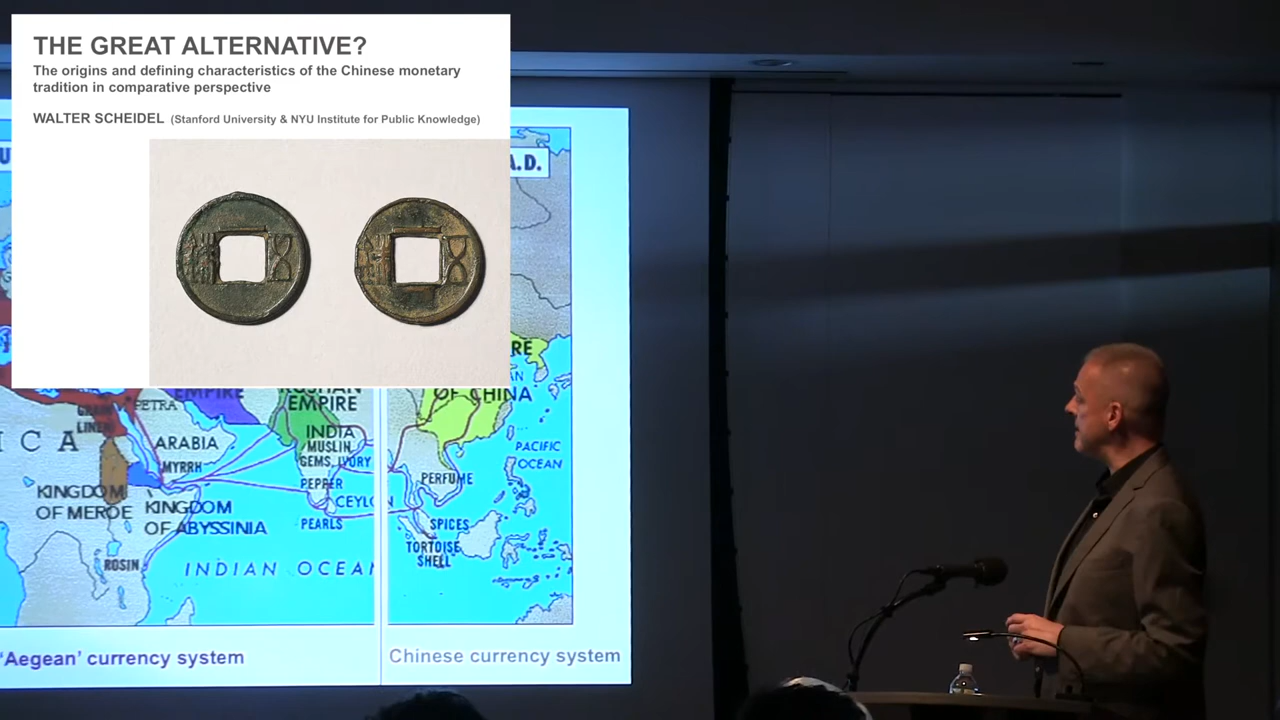 THE GREAT ALTERNATIVE?
The origins and defining characteristics of the Chinese monetary
tradition in comparative perspective
WALTER SCHEIDEL (Stanford University & NYU Institute for Public Knowledge)
A.D.
EMPIRE
EMPIRE
OF CHINA
PETRA
ARABIA
MYRRH
INDIA
MUSLIN
GEMS, IVORY
PEPPER
CEYLON
PEARLS
PERFUME
PACIFIC
OCEAN
SPICES
TORTOISE
SHELL
KINGDOM
OF MEROE
KINGDOM
OF ABYSSINIA
ROSIN
INDIAN OCEAN
'Aegean' currency system
Chinese currency system